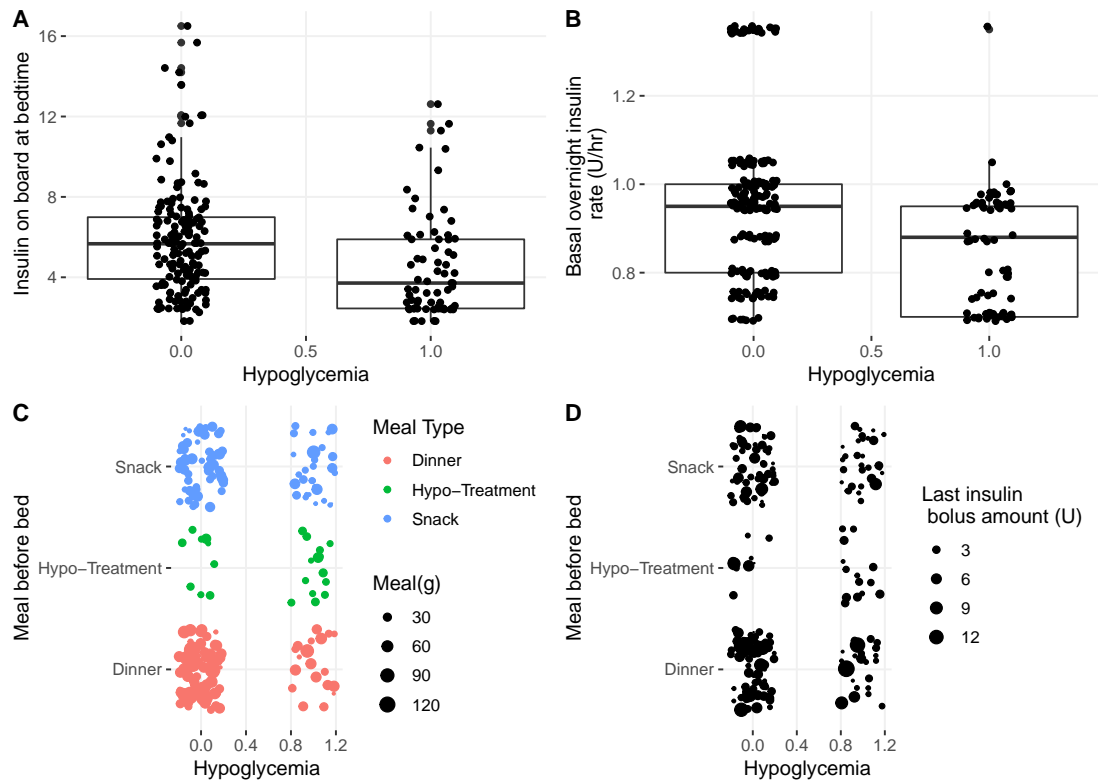 A
Insulin on board at bedtime
16
12
8
4
0.0 0.5 1.0
Hypoglycemia
B
Basal overnight insulin
rate (U/hr)
1.2
1.0
0.8
0.0 0.5 1.0
Hypoglycemia
C
Meal before bed
Snack
Hypo−Treatment
Dinner
0.0 0.4 0.8 1.2
Hypoglycemia
Meal Type
Dinner
Hypo−Treatment
Snack
Meal(g)
30
60
90
120
D
Meal before bed
Snack
Hypo−Treatment
Dinner
0.0 0.4 0.8 1.2
Hypoglycemia
Last insulin
bolus amount (U)
3
6
9
12